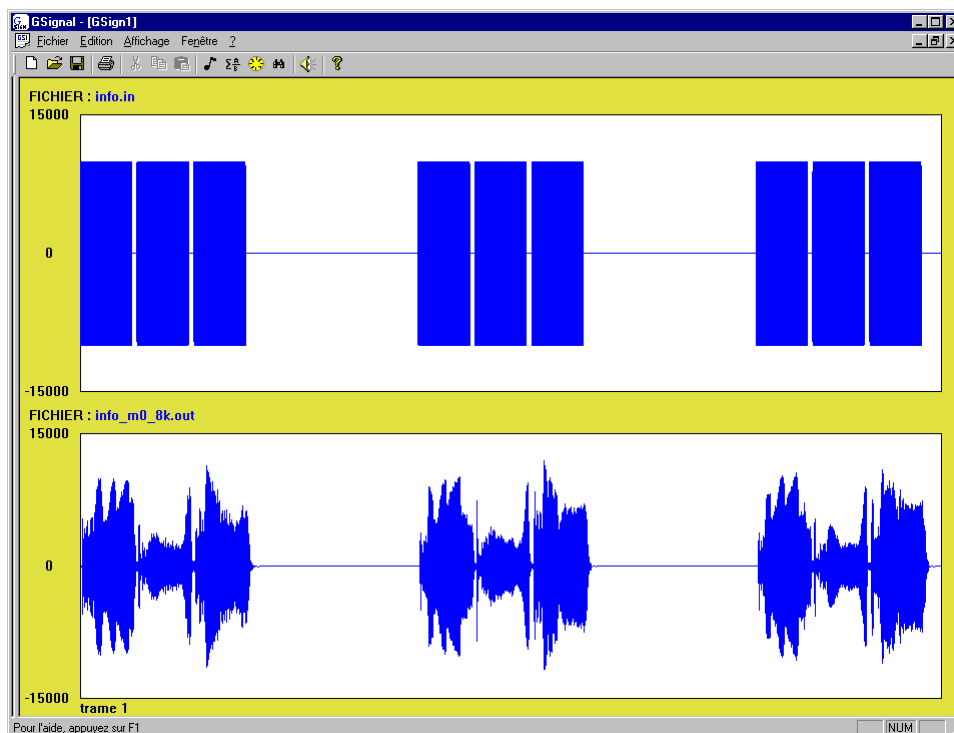 GSignal - [GSign1]
Fichier Edition Affichage Fenêtre ?
FICHIER : info.in
15000
0
-15000
FICHIER : info_m0_8k.out
15000
0
-15000
trame 1
Pour l'aide, appuyez sur F1
NUM